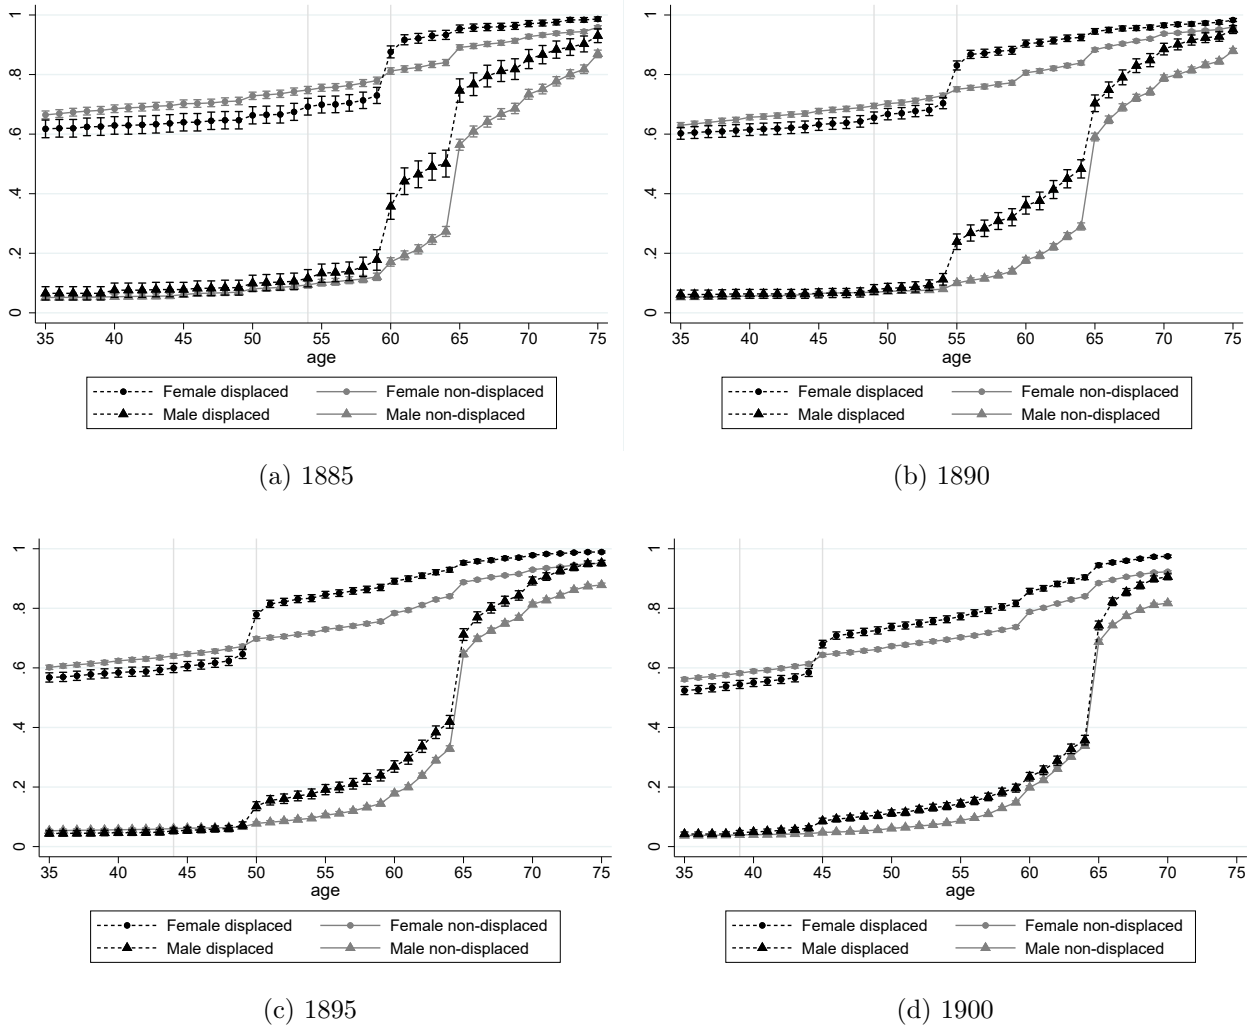 1
.8
.6
.4
.2
0
35 40 45 50 55 60 65 70 75
age
Female displaced Female non-displaced
Male displaced Male non-displaced
(a) 1885
1
.8
.6
.4
.2
0
35 40 45 50 55 60 65 70 75
age
Female displaced Female non-displaced
Male displaced Male non-displaced
(b) 1890
1
.8
.6
.4
.2
0
35 40 45 50 55 60 65 70 75
age
Female displaced Female non-displaced
Male displaced Male non-displaced
(c) 1895
1
.8
.6
.4
.2
0
35 40 45 50 55 60 65 70 75
age
Female displaced Female non-displaced
Male displaced Male non-displaced
(d) 1900